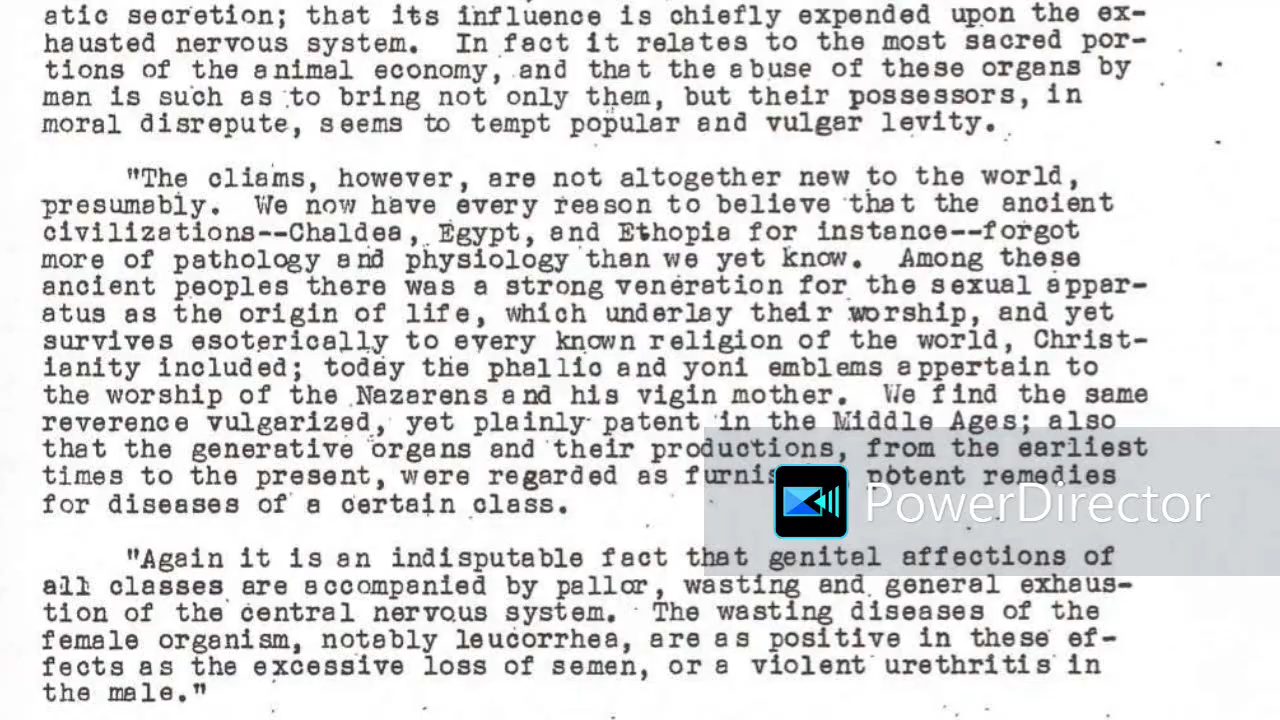 atic secretion; that its influence is chiefly expended upon the ex-
hausted nervous system. In fact it relates to the most sacred por-
tions of the animal economy, and that the abuse of these organs by
man is such as to bring not only them, but their possessors, in
moral disrepute, seems to tempt popular and vulgar levity.
"The cliams, however, are not altogether new to the world,
presumably. We now have every reason to believe that the ancient
civilizations--Chaldea, Egypt, and Ethopia for instance--forgot
more of pathology and physiology than we yet know. Among these
ancient peoples there was a strong veneration for the sexual appar-
atus as the origin of life, which underlay their worship, and yet
survives esoterically to every known religion of the world, Christ-
ianity included; today the phallic and yoni emblems appertain to
the worship of the Nazarens and his vigin mother. We find the same
reverence vulgarized, yet plainly patent in the Middle Ages; also
that the generative organs and their productions, from the earliest
times to the present, were regarded as potent remedies
for diseases of a certain class.
PowerDirector
"Again it is an indisputable fact that genital affections of
all classes are accompanied by pallor, wasting and general exhaus-
tion of the central nervous system. The wasting diseases of the
female organism, notably leucorrhea, are as positive in these ef-
fects as the excessive loss of semen, or a violent urethritis in
the male."